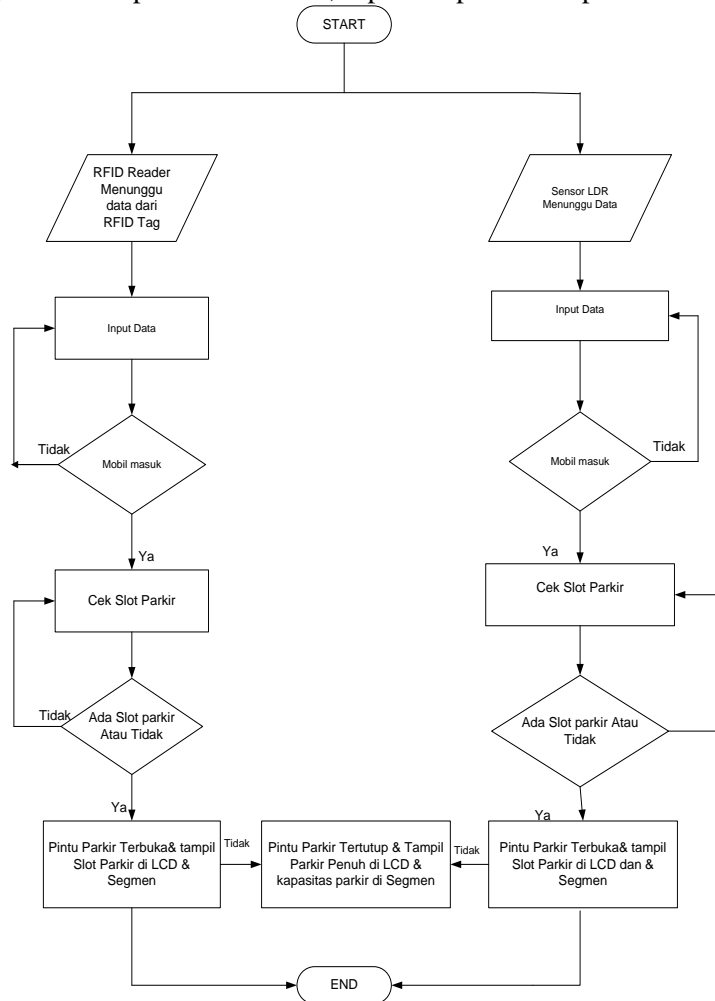 START
RFID Reader
Menunggu
data dari
RFID Tag
Sensor LDR
Menunggu Data
Input Data
Input Data
Tidak
Mobil masuk
Mobil masuk
Tidak
Ya
Ya
Cek Slot Parkir
Cek Slot Parkir
Tidak
Ada Slot parkir
Atau Tidak
Ada Slot parkir Atau
Tidak
Ya
Ya
Pintu Parkir Terbuka& tampil
Slot Parkir di LCD &
Segmen
Tidak
Pintu Parkir Tertutup & Tampil
Parkir Penuh di LCD &
kapasitas parkir di Segmen
Tidak
Pintu Parkir Terbuka& tampil
Slot Parkir di LCD dan &
Segmen
END